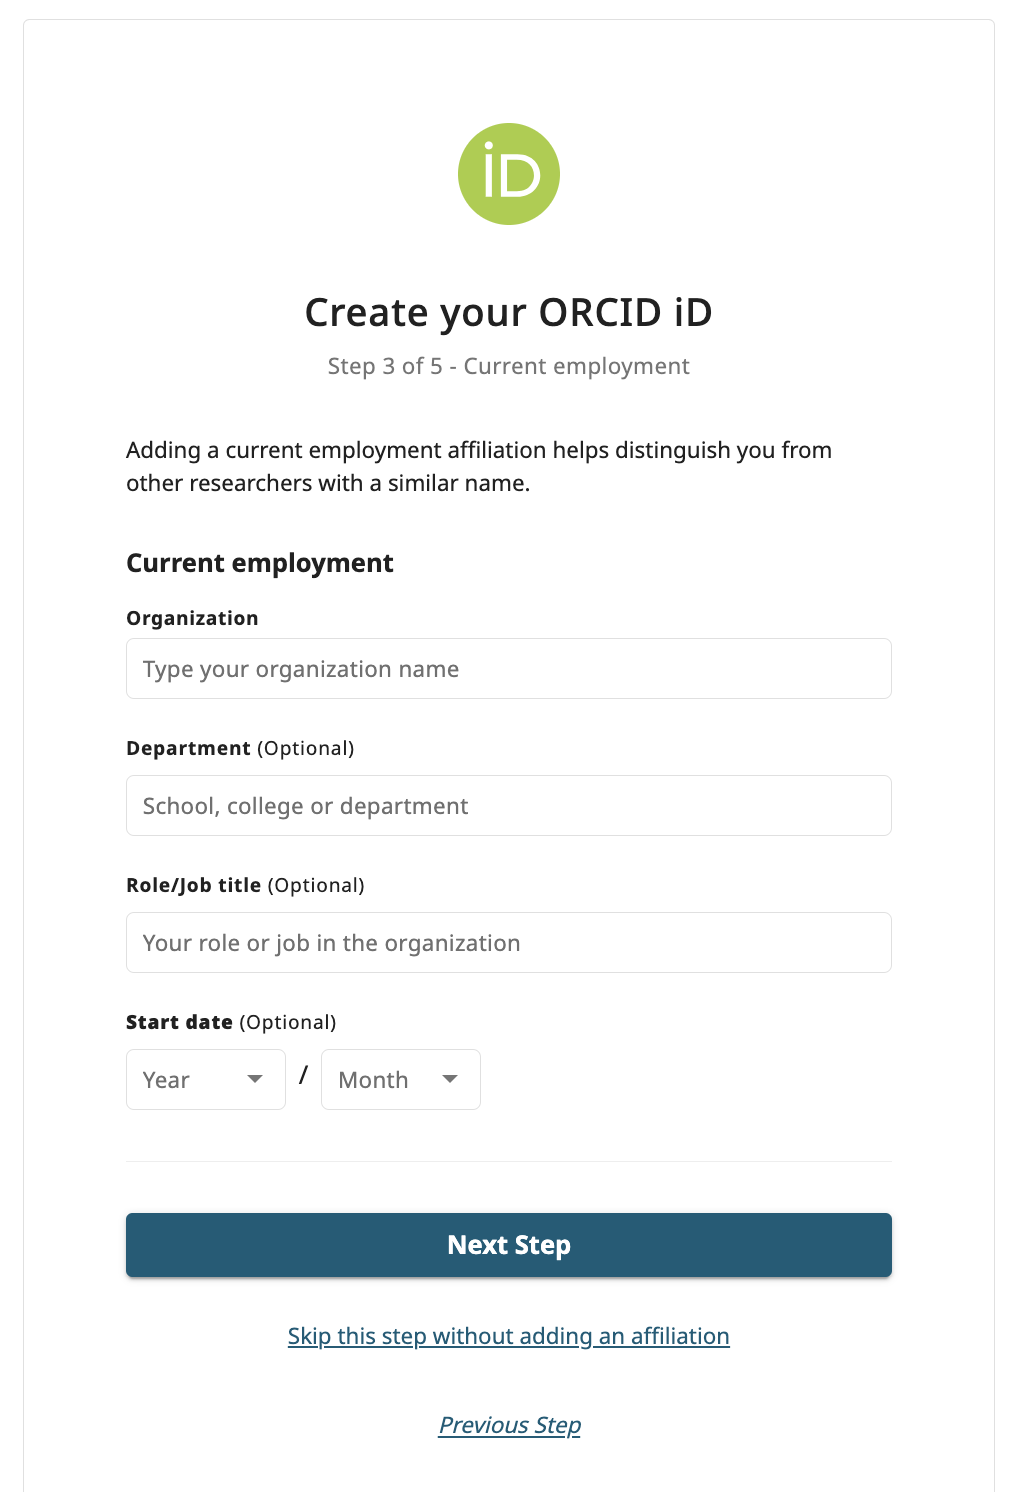 iD
Create your ORCID iD
Step 3 of 5 - Current employment
Adding a current employment affiliation helps distinguish you from
other researchers with a similar name.
Current employment
Organization
Type your organization name
Department (Optional)
School, college or department
Role/Job title (Optional)
Your role or job in the organization
Start date (Optional)
Year / Month
Next Step
Skip this step without adding an affiliation
Previous Step